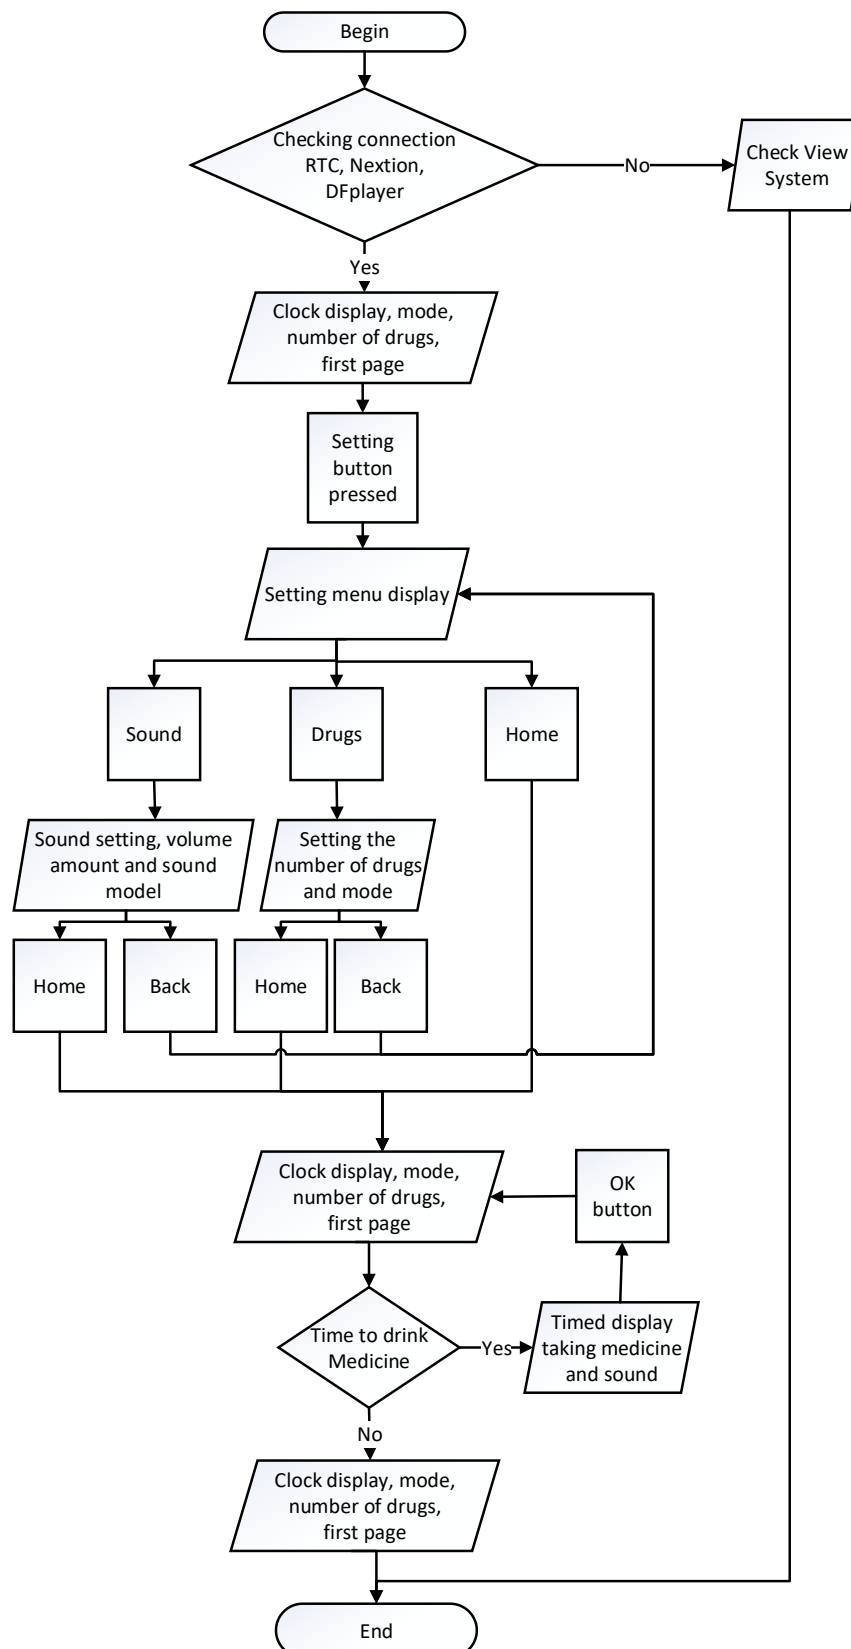 Begin
Checking connection
RTC, Nextion,
DFplayer
No
Check View
System
Yes
Clock display, mode,
number of drugs,
first page
Setting
button
pressed
Setting menu display
Sound
Drugs
Home
Sound setting, volume
amount and sound
model
Setting the
number of drugs
and mode
Home
Back
Home
Back
Clock display, mode,
number of drugs,
first page
OK
button
Time to drink
Medicine
Yes
Timed display
taking medicine
and sound
No
Clock display, mode,
number of drugs,
first page
End